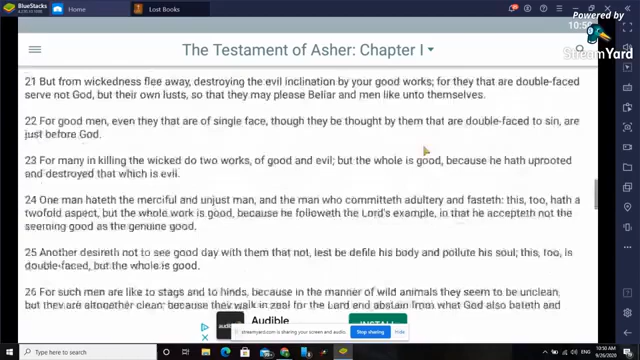 BlueStacks
Home
Lost Books
Powered by
10:50
StreamYard
The Testament of Asher: Chapter I
21 But from wickedness flee away, destroying the evil inclination by your good works; for they that are double-faced
serve not God, but their own lusts, so that they may please Beliar and men like unto themselves.
22 For good men, even they that are of single face, though they be thought by them that are double-faced to sin, are
just before God.
23 For many in killing the wicked do two works, of good and evil; but the whole is good, because he hath uprooted
and destroyed that which is evil.
24 One man hateth the merciful and unjust man, and the man who committeth adultery and fasteth: this, too, hath a
twofold aspect, but the whole work is good, because he followeth the Lord's example, in that he accepteth not the
seeming good as the genuine good.
25 Another desireth not to see good day with them that not, lest be defile his body and pollute his soul; this, too, is
double-faced, but the whole is good.
26 For such men are like to stags and to hinds, because in the manner of wild animals they seem to be unclean,
but they are altogether clean; because they walk in zeal for the Lord and abstain from what God also hateth and
audible
Audible
INSTALL
streamyard.com is sharing your screen and audio.
Stop sharing
Hide
Type here to search
10:50 AM
9/26/2020